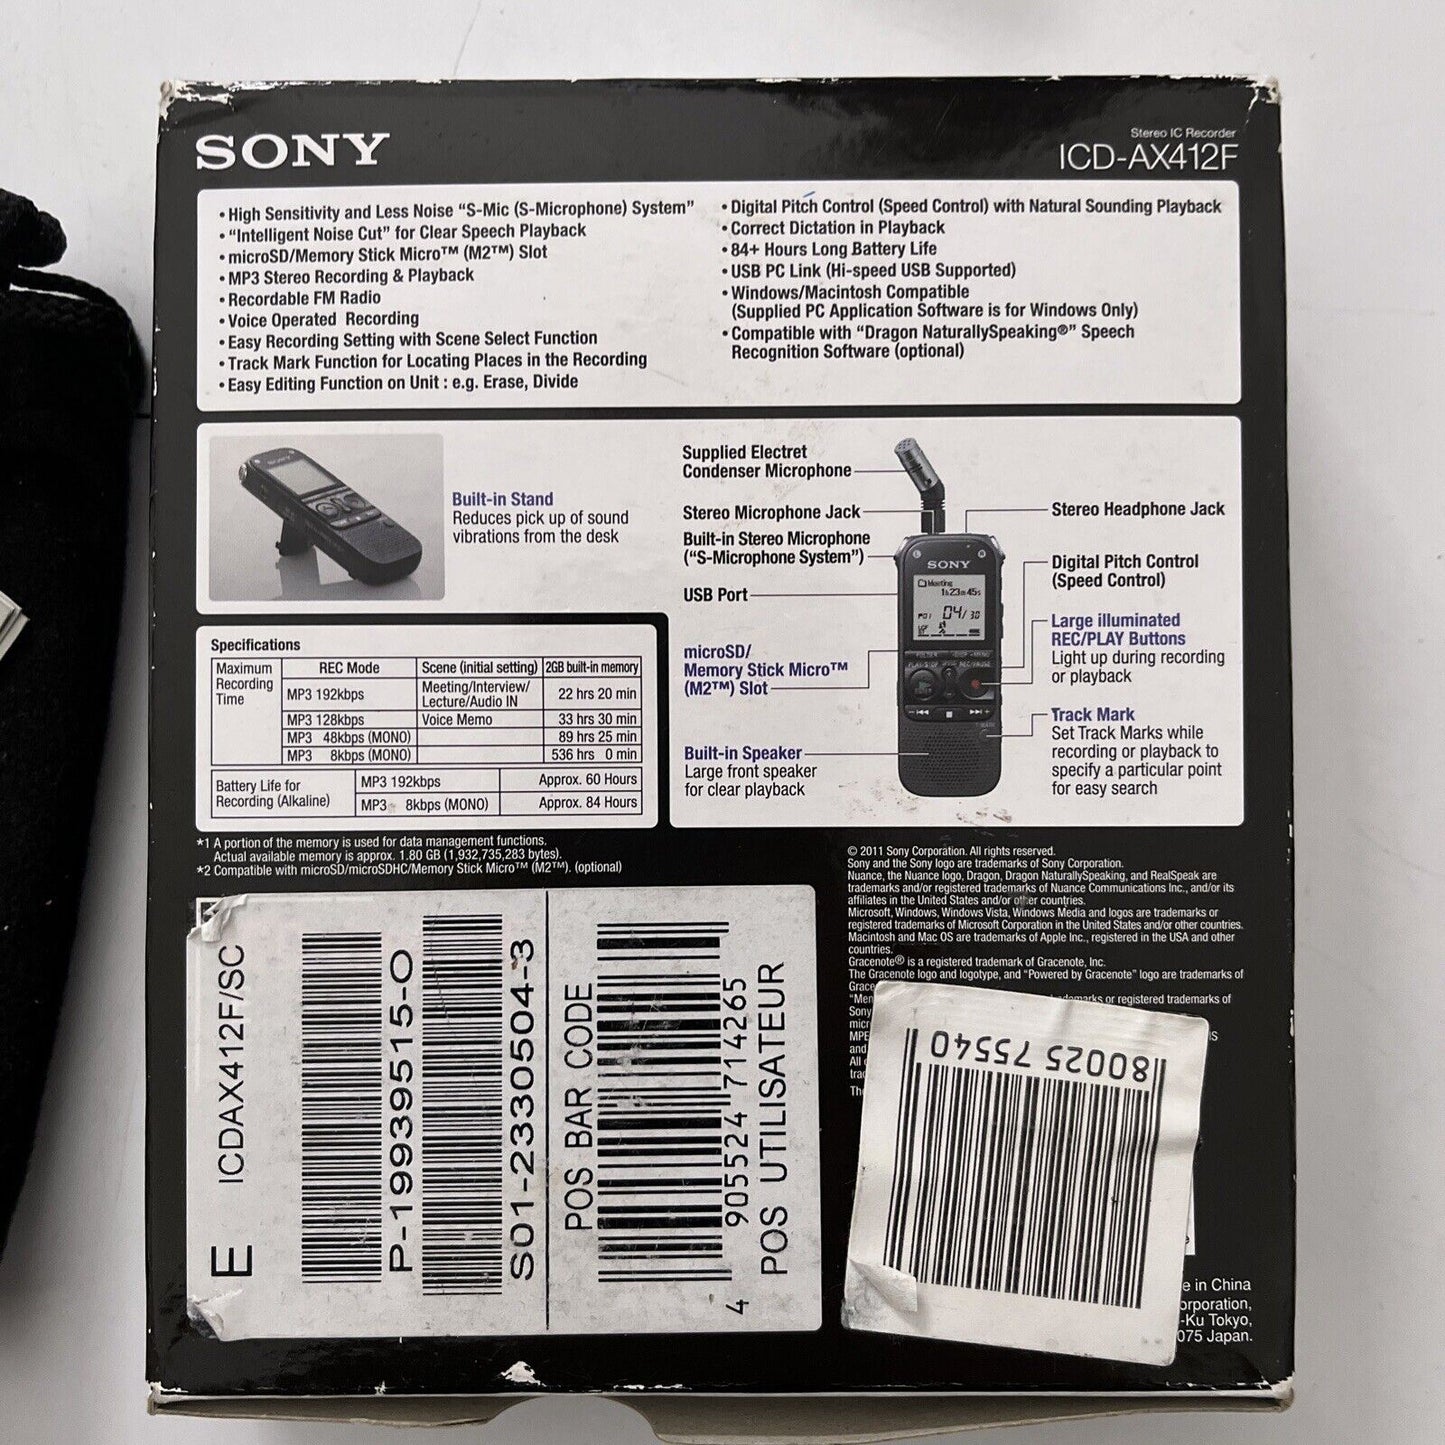 SONY
Stereo IC Recorder
ICD-AX412F
• High Sensitivity and Less Noise “S-Mic (S-Microphone) System”
• “Intelligent Noise Cut” for Clear Speech Playback
• microSD/Memory Stick Micro™ (M2™) Slot
• MP3 Stereo Recording & Playback
• Recordable FM Radio
• Voice Operated Recording
• Easy Recording Setting with Scene Select Function
• Track Mark Function for Locating Places in the Recording
• Easy Editing Function on Unit : e.g. Erase, Divide
• Digital Pitch Control (Speed Control) with Natural Sounding Playback
• Correct Dictation in Playback
• 84+ Hours Long Battery Life
• USB PC Link (Hi-speed USB Supported)
• Windows/Macintosh Compatible
(Supplied PC Application Software is for Windows Only)
• Compatible with “Dragon NaturallySpeaking®” Speech
Recognition Software (optional)
SONY
Built-in Stand
Reduces pick up of sound
vibrations from the desk
Supplied Electret
Condenser Microphone
Stereo Microphone Jack
Built-in Stereo Microphone
(“S-Microphone System”)
USB Port
microSD/
Memory Stick Micro™
(M2™) Slot
Built-in Speaker
Large front speaker
for clear playback
SONY
Meeting
1h23m45s
04/30
Stereo Headphone Jack
Digital Pitch Control
(Speed Control)
Large illuminated
REC/PLAY Buttons
Light up during recording
or playback
Track Mark
Set Track Marks while
recording or playback to
specify a particular point
for easy search
Specifications
Maximum
Recording
Time
REC Mode Scene (initial setting) 2GB built-in memory
MP3 192kbps Meeting/Interview/
Lecture/Audio IN 22 hrs 20 min
MP3 128kbps Voice Memo 33 hrs 30 min
MP3 48kbps (MONO) 89 hrs 25 min
MP3 8kbps (MONO) 536 hrs 0 min
Battery Life for
Recording (Alkaline)
MP3 192kbps Approx. 60 Hours
MP3 8kbps (MONO) Approx. 84 Hours
*1 A portion of the memory is used for data management functions.
Actual available memory is approx. 1.80 GB (1,932,735,283 bytes).
*2 Compatible with microSD/microSDHC/Memory Stick Micro™ (M2™). (optional)
© 2011 Sony Corporation. All rights reserved.
Sony and the Sony logo are trademarks of Sony Corporation.
Nuance, the Nuance logo, Dragon, Dragon NaturallySpeaking, and RealSpeak are
trademarks and/or registered trademarks of Nuance Communications Inc., and/or its
affiliates in the United States and/or other countries.
Microsoft, Windows, Windows Vista, Windows Media and logos are trademarks or
registered trademarks of Microsoft Corporation in the United States and/or other countries.
Macintosh and Mac OS are trademarks of Apple Inc., registered in the USA and other
countries.
Gracenote® is a registered trademark of Gracenote, Inc.
The Gracenote logo and logotype, and “Powered by Gracenote” logo are trademarks of
Grace
“Men or registered trademarks of
Sony
micr
MPE
and
All
trad
Th
E ICDAX412F/SC
P-19939515-O
S01-2330504-3
POS BAR CODE
4 905524 714265
POS UTILISATEUR
80025 75540
e in China
orporation,
-Ku Tokyo,
075 Japan.